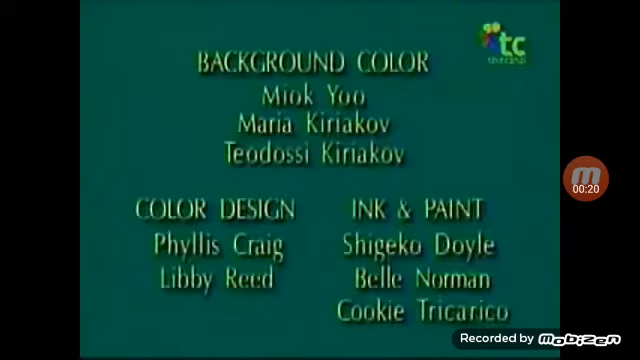 tc
BACKGROUND COLOR
Miok Yoo
Maria Kiriakov
Teodossi Kiriakov
COLOR DESIGN
Phyllis Craig
Libby Reed
INK & PAINT
Shigeko Doyle
Belle Norman
Cookie Tricarico
00:20
Recorded by mobizen